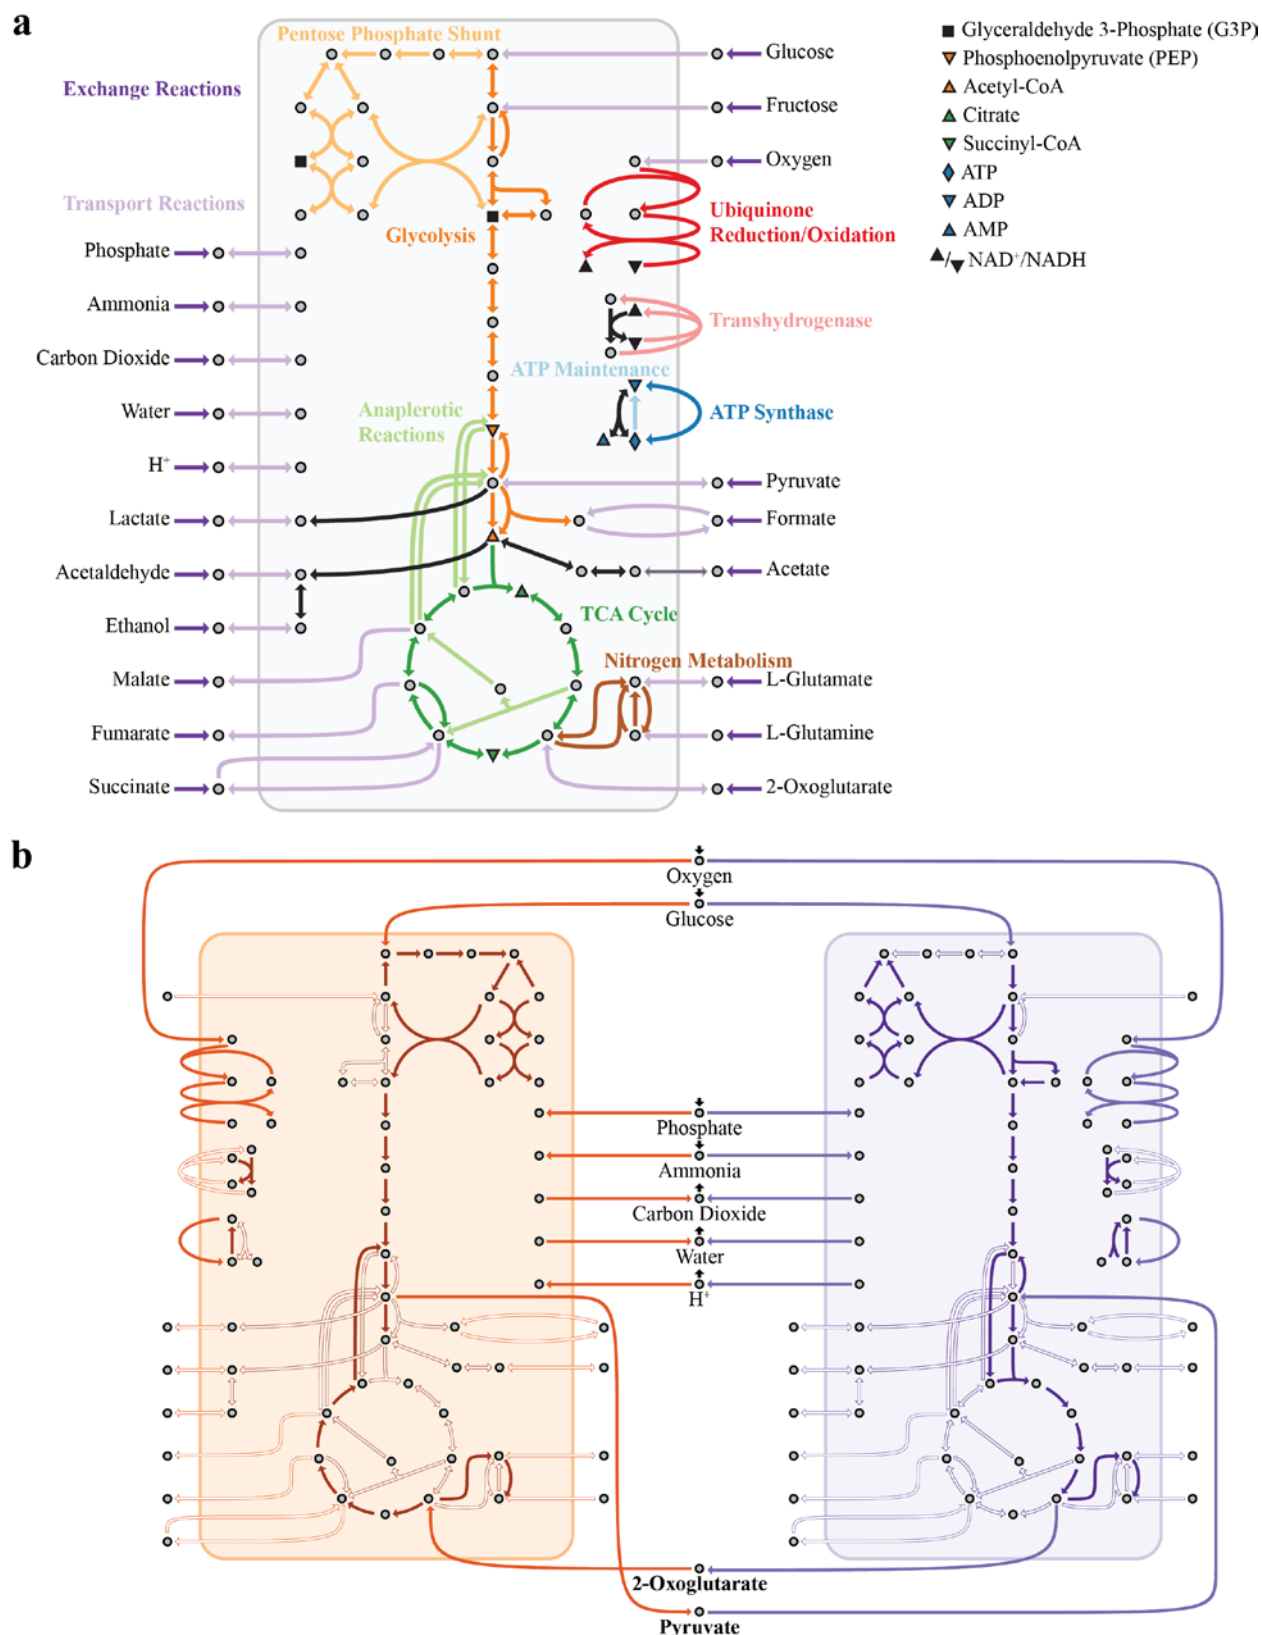 a
Pentose Phosphate Shunt
Exchange Reactions
Transport Reactions
Glycolysis
Phosphate
Ammonia
Carbon Dioxide
Water
H⁺
Lactate
Acetaldehyde
Ethanol
Malate
Fumarate
Succinate
Anaplerotic
Reactions
TCA Cycle
Nitrogen Metabolism
Glucose
Fructose
Oxygen
Ubiquinone
Reduction/Oxidation
Transhydrogenase
ATP Maintenance
ATP Synthase
Pyruvate
Formate
Acetate
L-Glutamate
L-Glutamine
2-Oxoglutarate
Glyceraldehyde 3-Phosphate (G3P)
Phosphoenolpyruvate (PEP)
Acetyl-CoA
Citrate
Succinyl-CoA
ATP
ADP
AMP
/ NAD⁺/NADH
b
Oxygen
Glucose
Phosphate
Ammonia
Carbon Dioxide
Water
H⁺
2-Oxoglutarate
Pyruvate